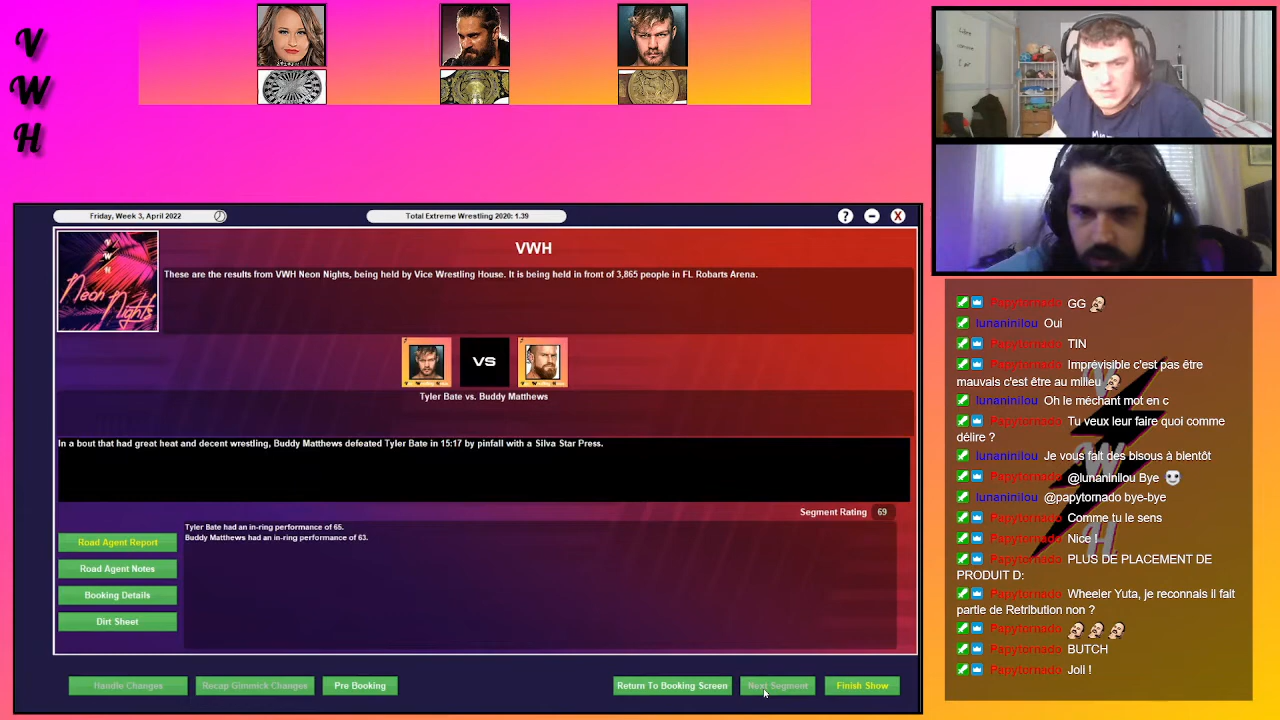 V
W
H
Friday, Week 3, April 2022
Total Extreme Wrestling 2020: 1.39
?
X
VWH
These are the results from VWH Neon Nights, being held by Vice Wrestling House. It is being held in front of 3,865 people in FL Robarts Arena.
V W H
Neon Nights
VS
Tyler Bate vs. Buddy Matthews
In a bout that had great heat and decent wrestling, Buddy Matthews defeated Tyler Bate in 15:17 by pinfall with a Silva Star Press.
Segment Rating 69
Tyler Bate had an in-ring performance of 65.
Buddy Matthews had an in-ring performance of 63.
Road Agent Report
Road Agent Notes
Booking Details
Dirt Sheet
Handle Changes
Recap Gimmick Changes
Pre Booking
Return To Booking Screen
Next Segment
Finish Show
Papytornado GG
lunaninilou Oui
Papytornado TIN
Papytornado Imprévisible c'est pas être
mauvais c'est être au milieu
lunaninilou Oh le méchant mot en c
Papytornado Tu veux leur faire quoi comme
délire ?
lunaninilou Je vous fait des bisous à bientôt
Papytornado @lunaninilou Bye
lunaninilou @papytornado bye-bye
Papytornado Comme tu le sens
Papytornado Nice !
Papytornado PLUS DE PLACEMENT DE
PRODUIT D:
Papytornado Wheeler Yuta, je reconnais il fait
partie de Retribution non ?
Papytornado
Papytornado BUTCH
Papytornado Joli !